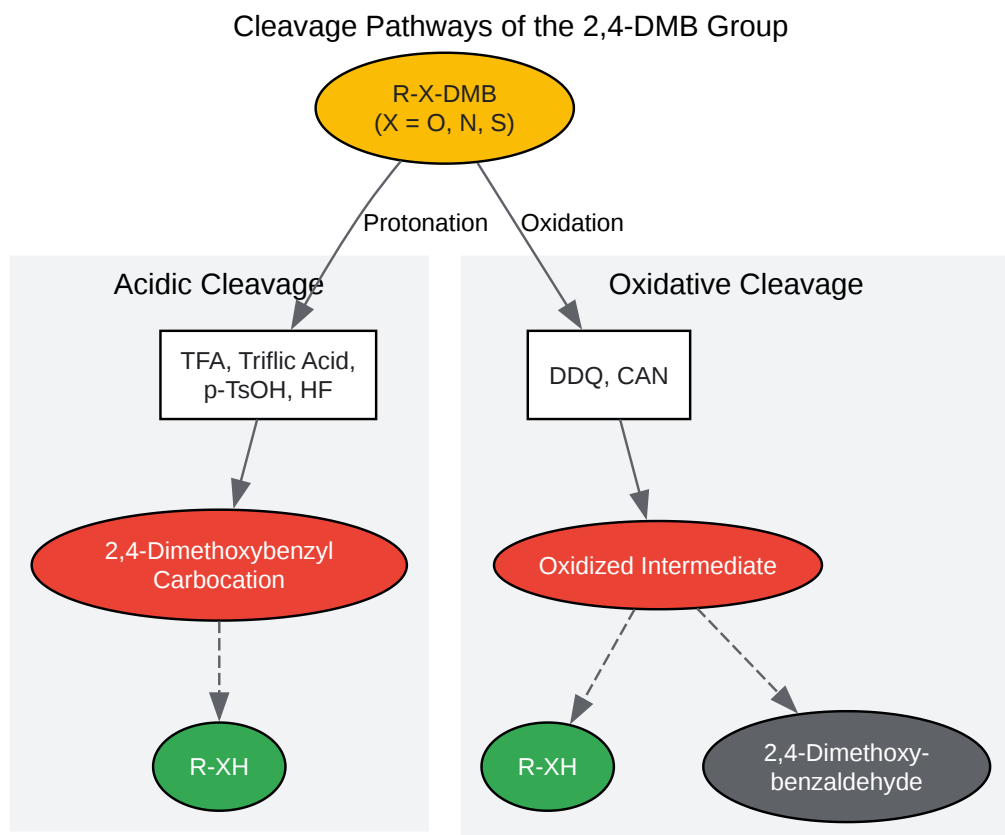 Cleavage Pathways of the 2,4-DMB Group
R-X-DMB
(X = O, N, S)
Protonation
Oxidation
Acidic Cleavage
TFA, Triflic Acid,
p-TsOH, HF
2,4-Dimethoxybenzyl
Carbocation
R-XH
Oxidative Cleavage
DDQ, CAN
Oxidized Intermediate
R-XH
2,4-Dimethoxy-
benzaldehyde